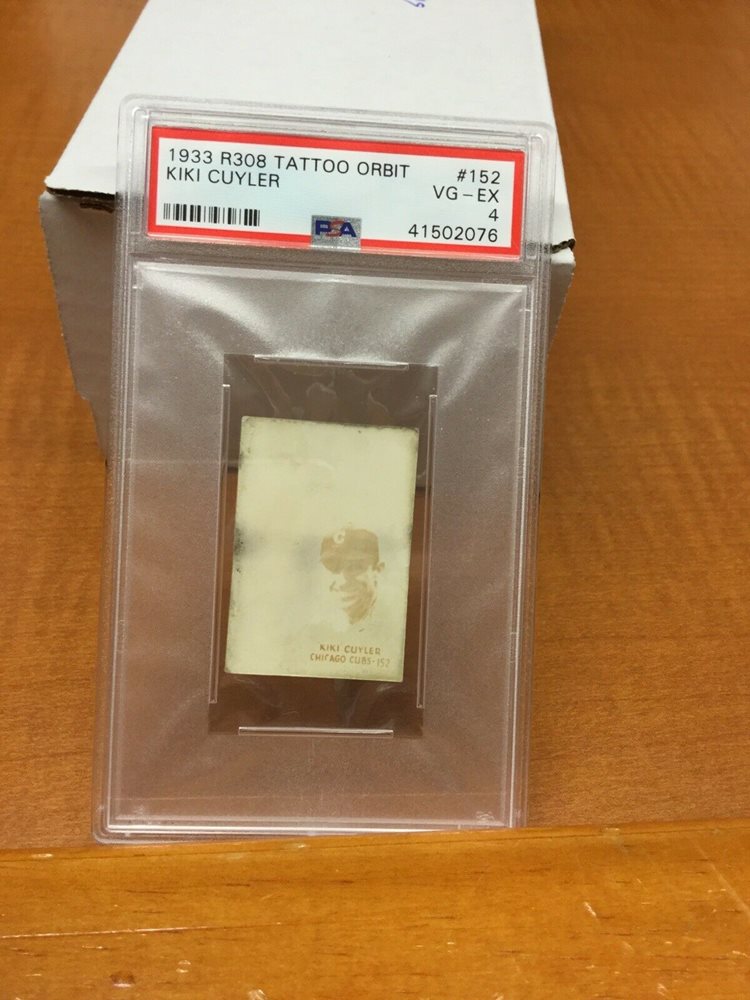 1933 R308 TATTOO ORBIT #152
KIKI CUYLER VG-EX
4
PSA 41502076
C
KIKI CUYLER
CHICAGO CUBS-152